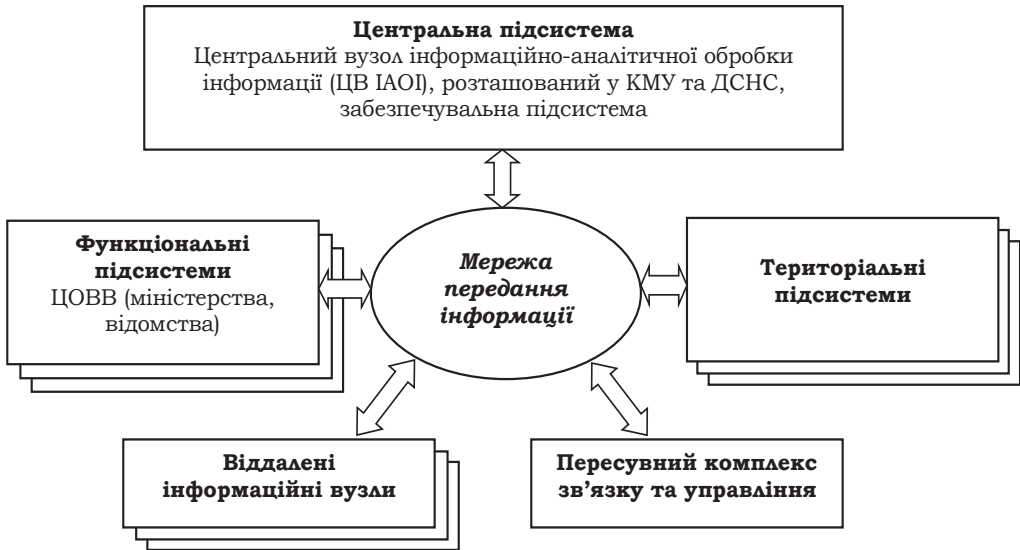 Центральна підсистема
Центральний вузол інформаційно-аналітичної обробки
інформації (ЦВ ІАОІ), розташований у КМУ та ДСНС,
забезпечувальна підсистема
Функціональні
підсистеми
ЦОВВ (міністерства,
відомства)
Мережа
передання
інформації
Територіальні
підсистеми
Віддалені
інформаційні вузли
Пересувний комплекс
зв’язку та управління